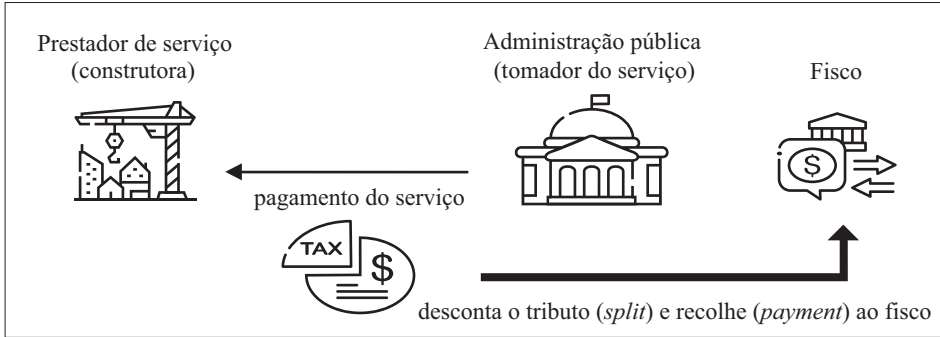 Prestador de serviço
(construtora)
Administração pública
(tomador do serviço)
Fisco
$
pagamento do serviço
TAX
$
desconta o tributo (split) e recolhe (payment) ao fisco